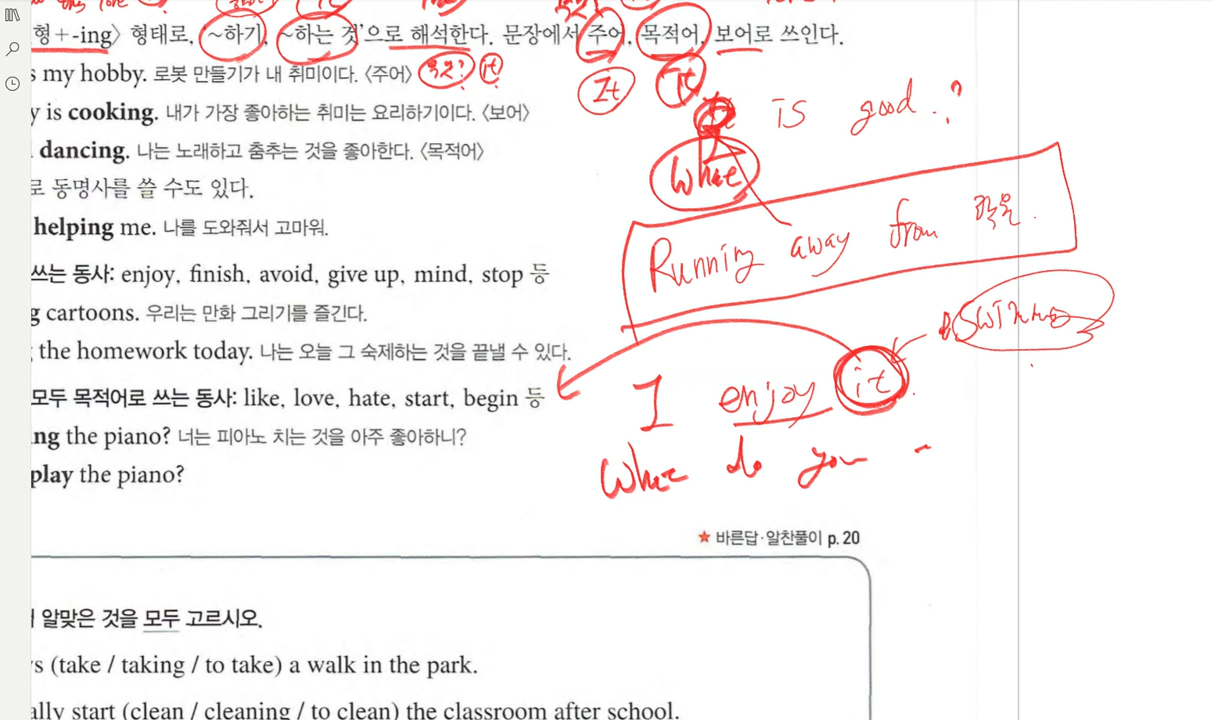 형+-ing〉 형태로, '~하기, ~하는 것'으로 해석한다. 문장에서 주어, 목적어, 보어로 쓰인다.
s my hobby. 로봇 만들기가 내 취미이다. 〈주어〉 it
It it
y is cooking. 내가 가장 좋아하는 취미는 요리하기이다. 〈보어〉
is good ?
dancing. 나는 노래하고 춤추는 것을 좋아한다. 〈목적어〉
What
로 동명사를 쓸 수도 있다.
helping me. 나를 도와줘서 고마워.
Running away from
쓰는 동사: enjoy, finish, avoid, give up, mind, stop 등
g cartoons. 우리는 만화 그리기를 즐긴다.
the homework today. 나는 오늘 그 숙제하는 것을 끝낼 수 있다.
I enjoy it
모두 목적어로 쓰는 동사: like, love, hate, start, begin 등
ng the piano? 너는 피아노 치는 것을 아주 좋아하니?
What do you
play the piano?
★ 바른답·알찬풀이 p. 20
알맞은 것을 모두 고르시오.
s (take / taking / to take) a walk in the park.
ally start (clean / cleaning / to clean) the classroom after school.